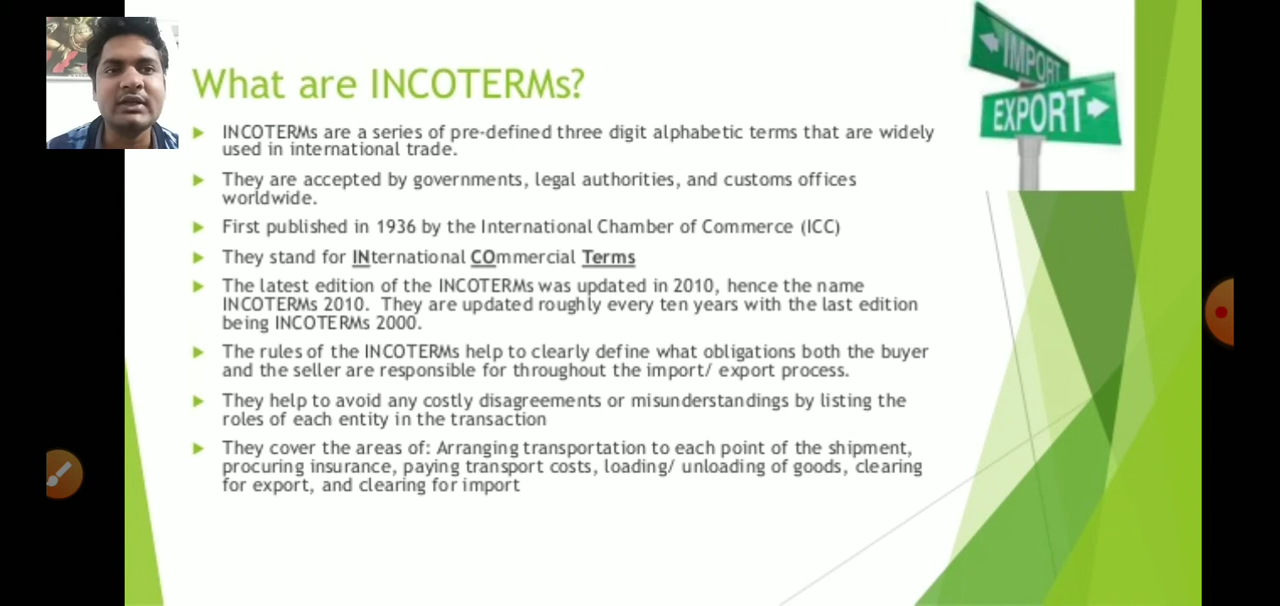 What are INCOTERMs?
INCOTERMs are a series of pre-defined three digit alphabetic terms that are widely
used in international trade.
They are accepted by governments, legal authorities, and customs offices
worldwide.
First published in 1936 by the International Chamber of Commerce (ICC)
They stand for INternational COmmercial Terms
The latest edition of the INCOTERMs was updated in 2010, hence the name
INCOTERMs 2010. They are updated roughly every ten years with the last edition
being INCOTERMs 2000.
The rules of the INCOTERMs help to clearly define what obligations both the buyer
and the seller are responsible for throughout the import/ export process.
They help to avoid any costly disagreements or misunderstandings by listing the
roles of each entity in the transaction
They cover the areas of: Arranging transportation to each point of the shipment,
procuring insurance, paying transport costs, loading/ unloading of goods, clearing
for export, and clearing for import
IMPORT
EXPORT